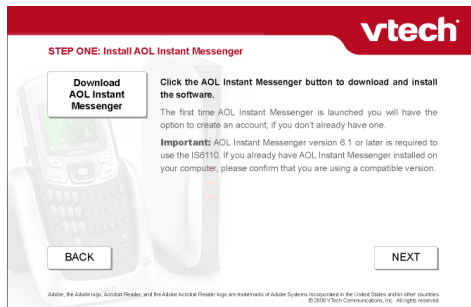 vtech
STEP ONE: Install AOL Instant Messenger
Download
AOL Instant
Messenger
Click the AOL Instant Messenger button to download and install
the software.
The first time AOL Instant Messenger is launched you will have the
option to create an account, if you don't already have one.
Important: AOL Instant Messenger version 6.1 or later is required to
use the IS6110. If you already have AOL Instant Messenger installed on
your computer, please confirm that you are using a compatible version.
BACK
NEXT
Adobe, the Adobe logo, Acrobat Reader, and the Adobe Acrobat Reader logo are trademarks of Adobe Systems Incorporated in the United States and/or other countries.
© 2008 VTech Communications, Inc. All rights reserved.